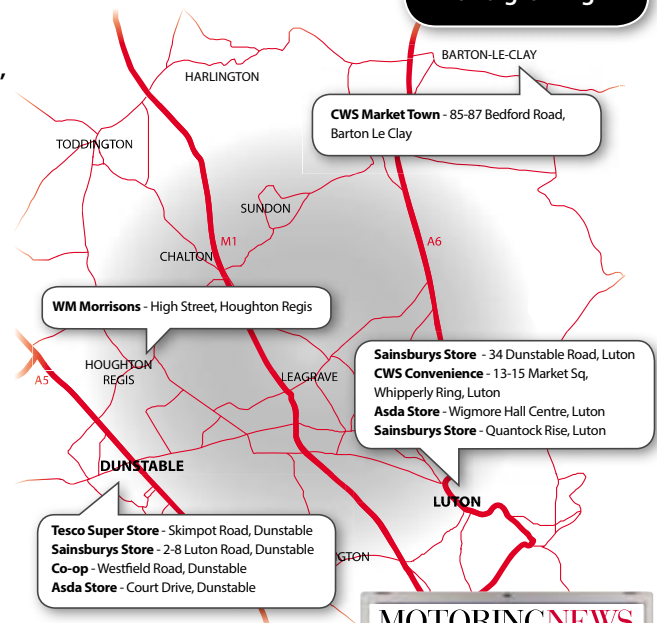 BARTON-LE-CLAY
HARLINGTON
CWS Market Town - 85-87 Bedford Road,
Barton Le Clay
TODDINGTON
SUNDON
M1
A6
CHALTON
WM Morrisons - High Street, Houghton Regis
Sainsburys Store - 34 Dunstable Road, Luton
CWS Convenience - 13-15 Market Sq,
Whipperly Ring, Luton
Asda Store - Wigmore Hall Centre, Luton
Sainsburys Store - Quantock Rise, Luton
HOUGHTON
REGIS
A5
LEAGRAVE
DUNSTABLE
LUTON
Tesco Super Store - Skimpot Road, Dunstable
Sainsburys Store - 2-8 Luton Road, Dunstable
Co-op - Westfield Road, Dunstable
Asda Store - Court Drive, Dunstable
GTON
MOTORINGNEWS